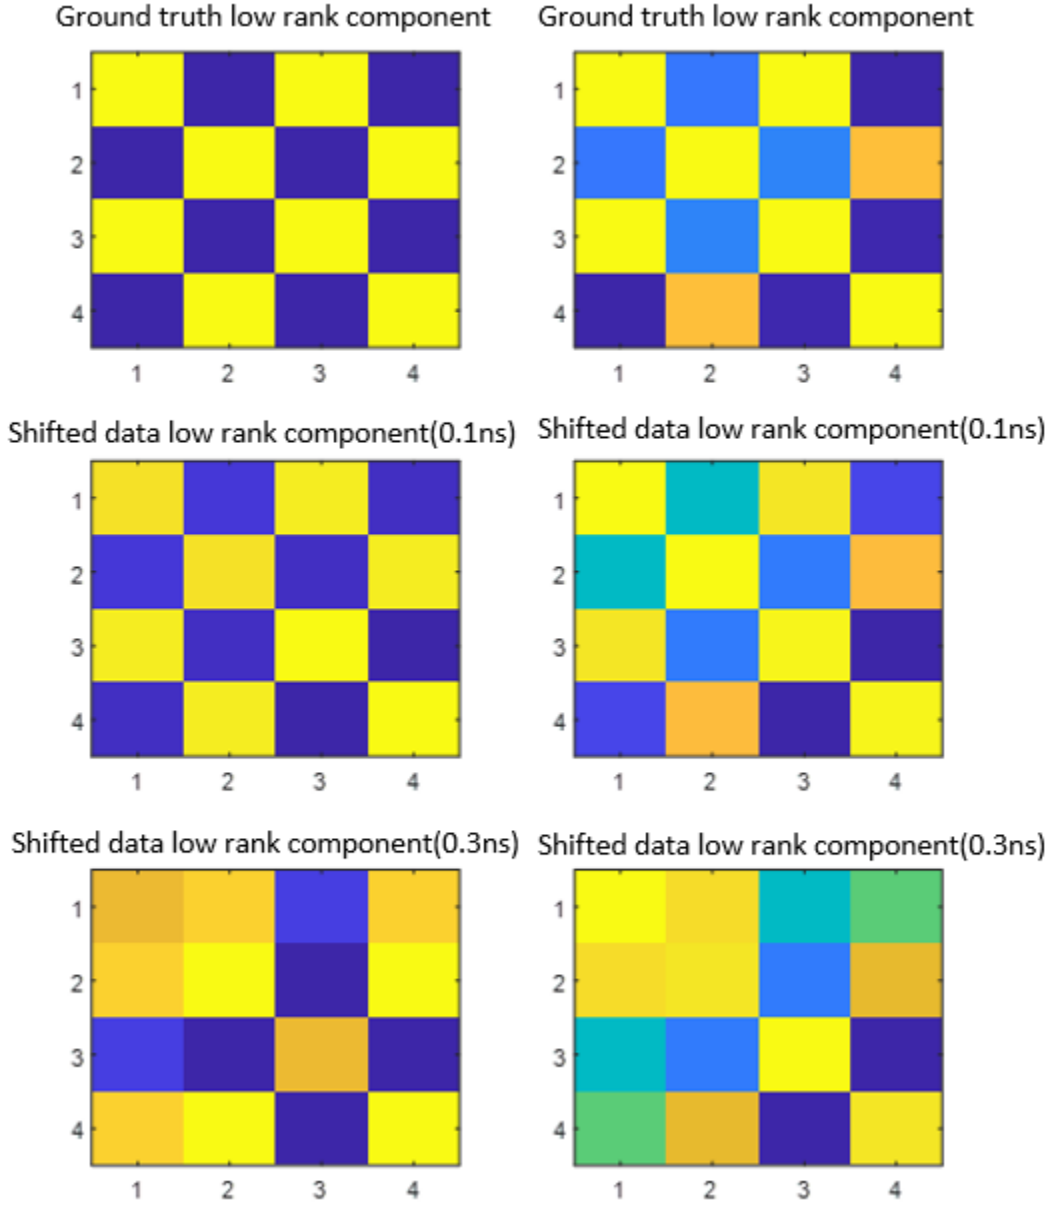 Ground truth low rank component
1
2
3
4
1 2 3 4
Ground truth low rank component
1
2
3
4
1 2 3 4
Shifted data low rank component(0.1ns)
1
2
3
4
1 2 3 4
Shifted data low rank component(0.1ns)
1
2
3
4
1 2 3 4
Shifted data low rank component(0.3ns)
1
2
3
4
1 2 3 4
Shifted data low rank component(0.3ns)
1
2
3
4
1 2 3 4